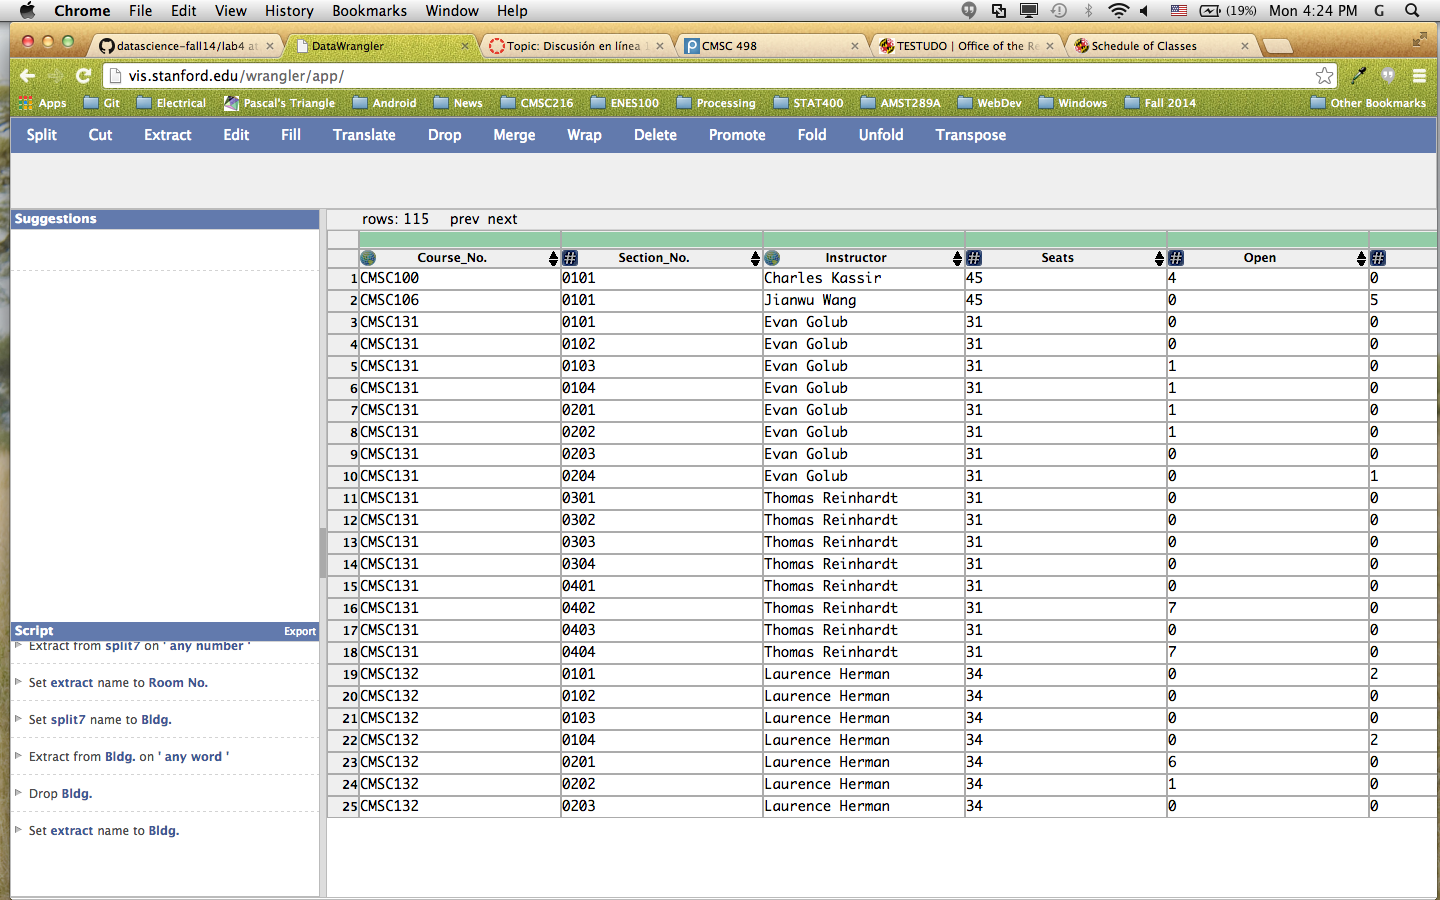 Chrome File Edit View History Bookmarks Window Help (19%) Mon 4:24 PM G
datascience-fall14/lab4 at DataWrangler Topic: Discusión en línea 1 CMSC 498 TESTUDO | Office of the Re Schedule of Classes
vis.stanford.edu/wrangler/app/
Apps Git Electrical Pascal's Triangle Android News CMSC216 ENES100 Processing STAT400 AMST289A WebDev Windows Fall 2014 Other Bookmarks
Split Cut Extract Edit Fill Translate Drop Merge Wrap Delete Promote Fold Unfold Transpose
Suggestions
rows: 115 prev next
Course_No. # Section_No. Instructor # Seats # Open #
1 CMSC100 0101 Charles Kassir 45 4 0
2 CMSC106 0101 Jianwu Wang 45 0 5
3 CMSC131 0101 Evan Golub 31 0 0
4 CMSC131 0102 Evan Golub 31 0 0
5 CMSC131 0103 Evan Golub 31 1 0
6 CMSC131 0104 Evan Golub 31 1 0
7 CMSC131 0201 Evan Golub 31 1 0
8 CMSC131 0202 Evan Golub 31 1 0
9 CMSC131 0203 Evan Golub 31 0 0
10 CMSC131 0204 Evan Golub 31 0 1
11 CMSC131 0301 Thomas Reinhardt 31 0 0
12 CMSC131 0302 Thomas Reinhardt 31 0 0
13 CMSC131 0303 Thomas Reinhardt 31 0 0
14 CMSC131 0304 Thomas Reinhardt 31 0 0
15 CMSC131 0401 Thomas Reinhardt 31 0 0
16 CMSC131 0402 Thomas Reinhardt 31 7 0
17 CMSC131 0403 Thomas Reinhardt 31 0 0
18 CMSC131 0404 Thomas Reinhardt 31 7 0
19 CMSC132 0101 Laurence Herman 34 0 2
20 CMSC132 0102 Laurence Herman 34 0 0
21 CMSC132 0103 Laurence Herman 34 0 0
22 CMSC132 0104 Laurence Herman 34 0 2
23 CMSC132 0201 Laurence Herman 34 6 0
24 CMSC132 0202 Laurence Herman 34 1 0
25 CMSC132 0203 Laurence Herman 34 0 0
Script Export
Extract from split7 on ' any number '
Set extract name to Room No.
Set split7 name to Bldg.
Extract from Bldg. on ' any word '
Drop Bldg.
Set extract name to Bldg.